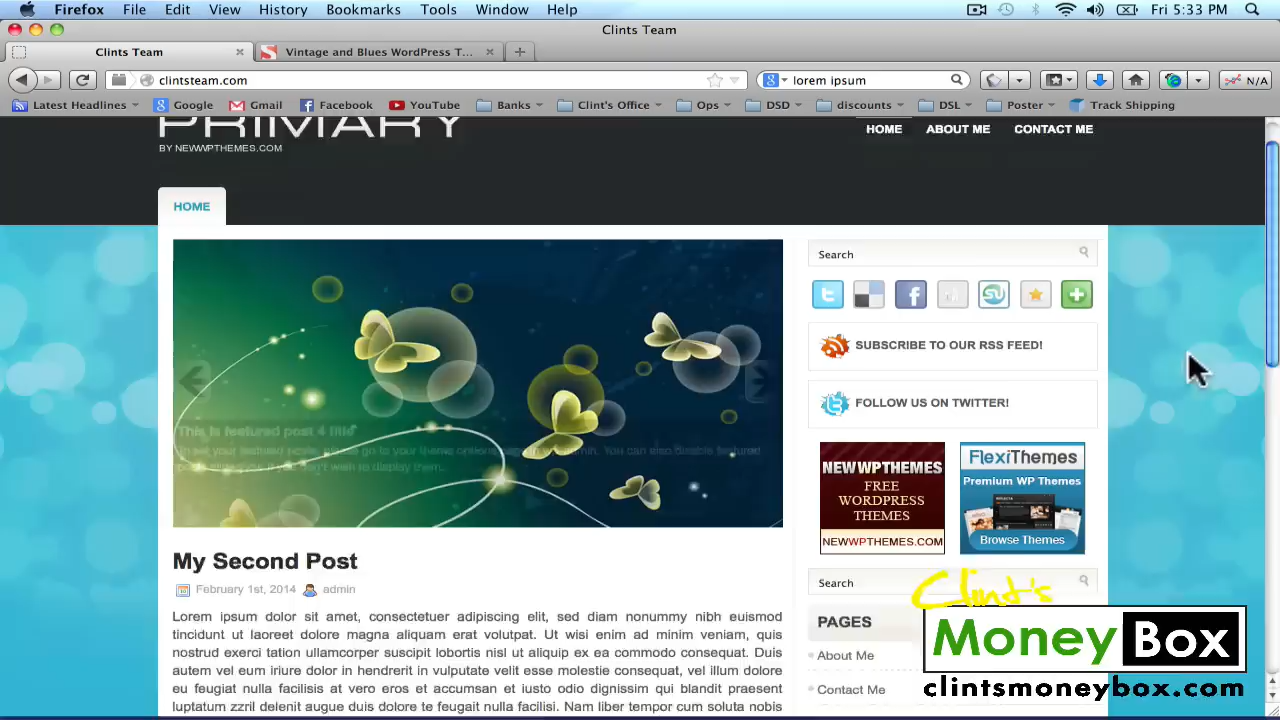 Firefox File Edit View History Bookmarks Tools Window Help Fri 5:33 PM
Clints Team
Clints Team Vintage and Blues WordPress T...
clintsteam.com lorem ipsum N/A
Latest Headlines Google Gmail Facebook YouTube Banks Clint's Office Ops DSD discounts DSL Poster Track Shipping
PRIMARY
BY NEWWPTHEMES.COM
HOME ABOUT ME CONTACT ME
HOME
Search
SUBSCRIBE TO OUR RSS FEED!
FOLLOW US ON TWITTER!
This is featured post 4 title
NEWWPTHEMES
FREE
WORDPRESS
THEMES
NEWWPTHEMES.COM
FlexiThemes
Premium WP Themes
Browse Themes
My Second Post
February 1st, 2014 admin
Lorem ipsum dolor sit amet, consectetuer adipiscing elit, sed diam nonummy nibh euismod
tincidunt ut laoreet dolore magna aliquam erat volutpat. Ut wisi enim ad minim veniam, quis
nostrud exerci tation ullamcorper suscipit lobortis nisl ut aliquip ex ea commodo consequat. Duis
autem vel eum iriure dolor in hendrerit in vulputate velit esse molestie consequat, vel illum dolore
eu feugiat nulla facilisis at vero eros et accumsan et iusto odio dignissim qui blandit praesent
luptatum zzril delenit augue duis dolore te feugait nulla facilisi. Nam liber tempor cum soluta nobis
Search
PAGES
About Me
Contact Me
Clint's
Money Box
clintsmoneybox.com